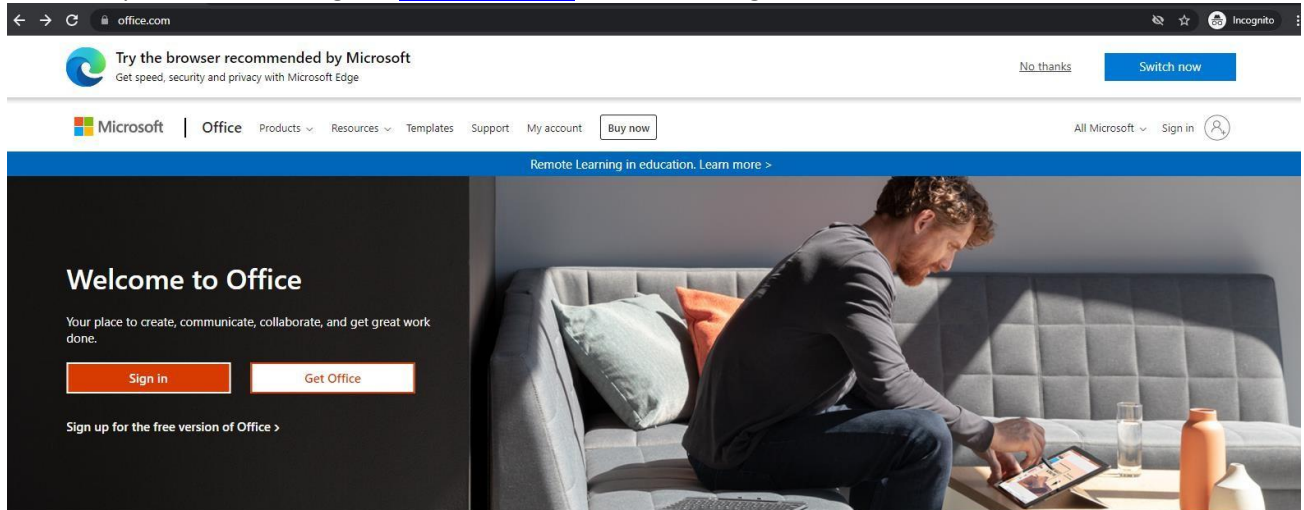 office.com
Incognito
Try the browser recommended by Microsoft
Get speed, security and privacy with Microsoft Edge
No thanks
Switch now
Microsoft | Office Products Resources Templates Support My account Buy now
All Microsoft Sign in
Remote Learning in education. Learn more >
Welcome to Office
Your place to create, communicate, collaborate, and get great work
done.
Sign in
Get Office
Sign up for the free version of Office >